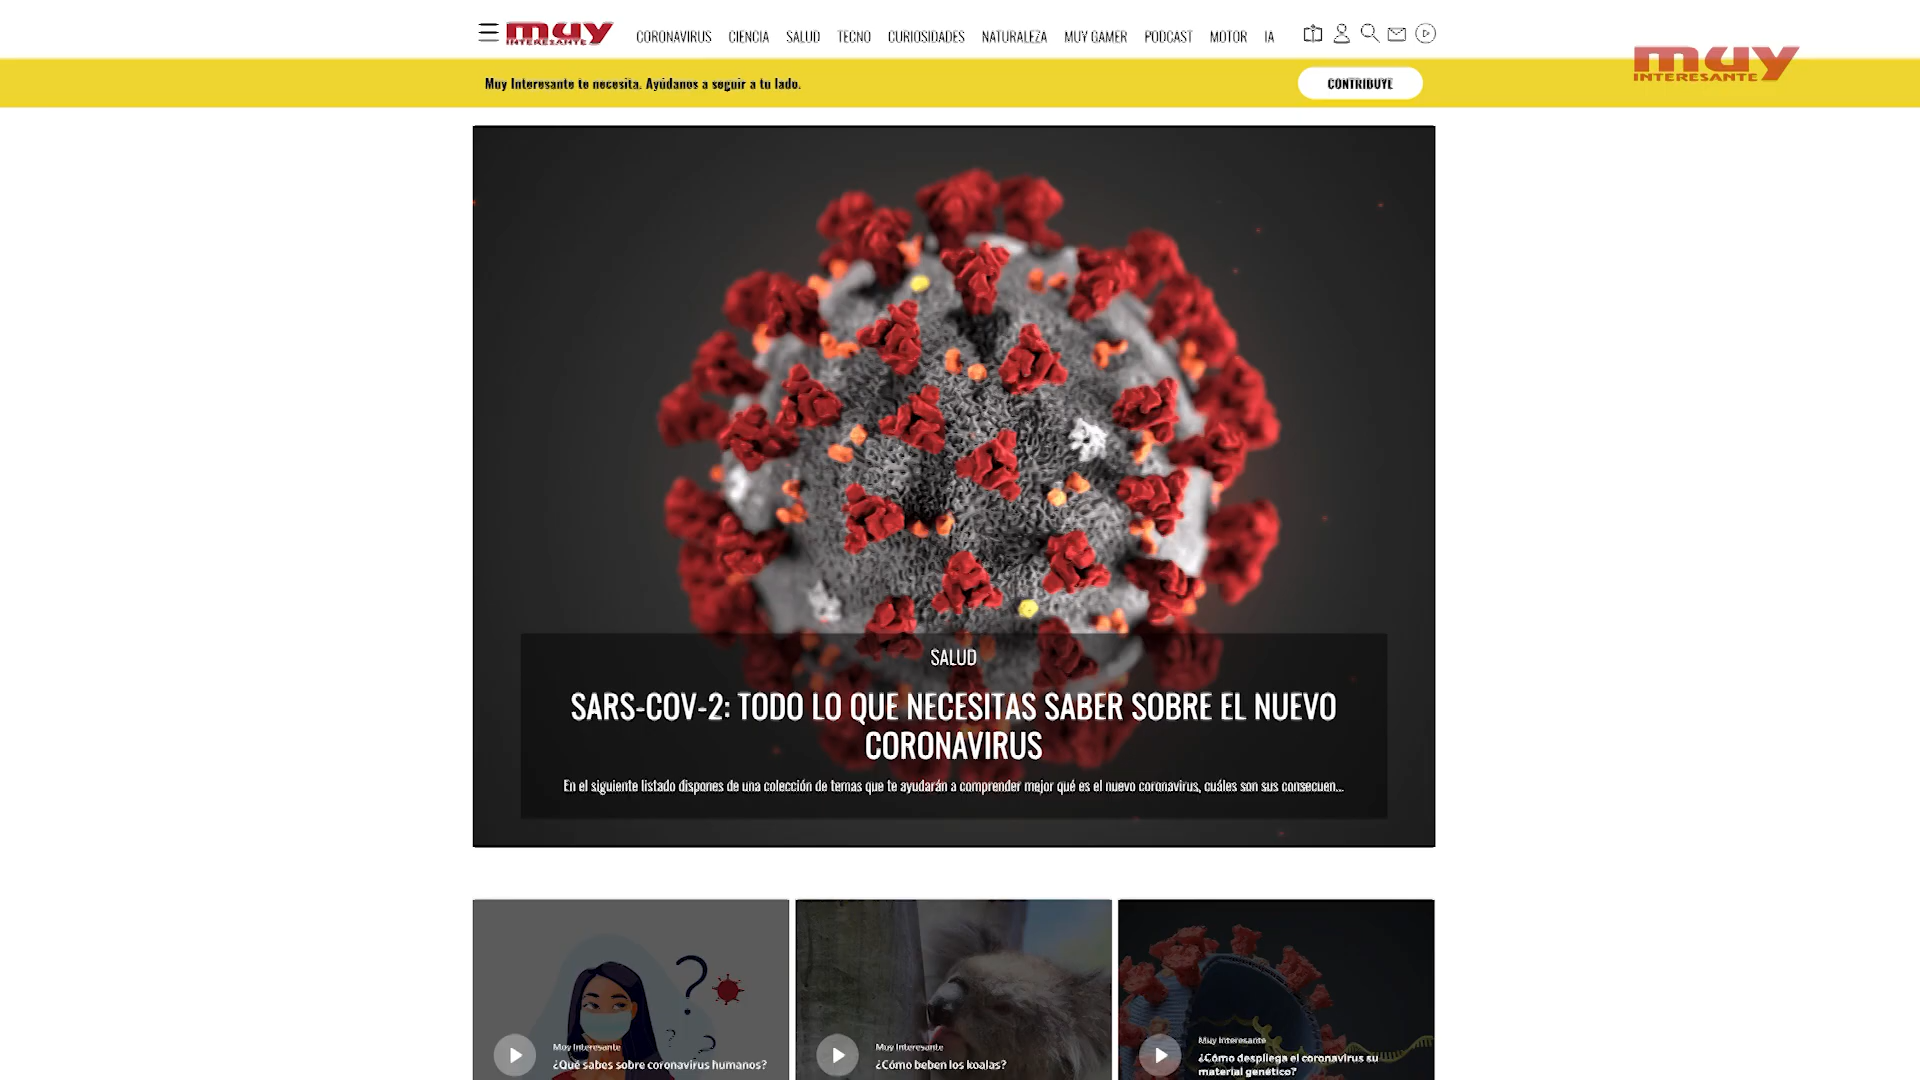 muy
INTERESANTE
CORONAVIRUS CIENCIA SALUD TECNO CURIOSIDADES NATURALEZA MUY GAMER PODCAST MOTOR IA
muy
INTERESANTE
Muy Interesante te necesita. Ayúdanos a seguir a tu lado.
CONTRIBUYE
SALUD
SARS-COV-2: TODO LO QUE NECESITAS SABER SOBRE EL NUEVO
CORONAVIRUS
En el siguiente listado dispones de una colección de temas que te ayudarán a comprender mejor qué es el nuevo coronavirus, cuáles son sus consecuen...
Muy Interesante
¿Qué sabes sobre coronavirus humanos?
Muy Interesante
¿Cómo beben los koalas?
Muy Interesante
¿Cómo despliega el coronavirus su
material genético?